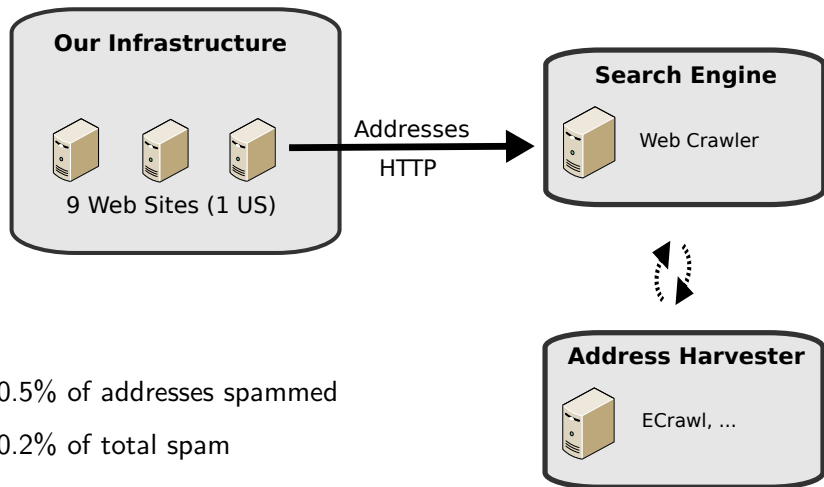 Our Infrastructure
9 Web Sites (1 US)
Addresses
HTTP
Search Engine
Web Crawler
Address Harvester
ECrawl, ...
0.5% of addresses spammed
0.2% of total spam